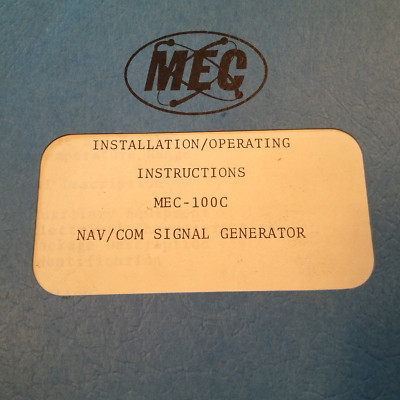 MEC
INSTALLATION/OPERATING
INSTRUCTIONS
MEC-100C
NAV/COM SIGNAL GENERATOR